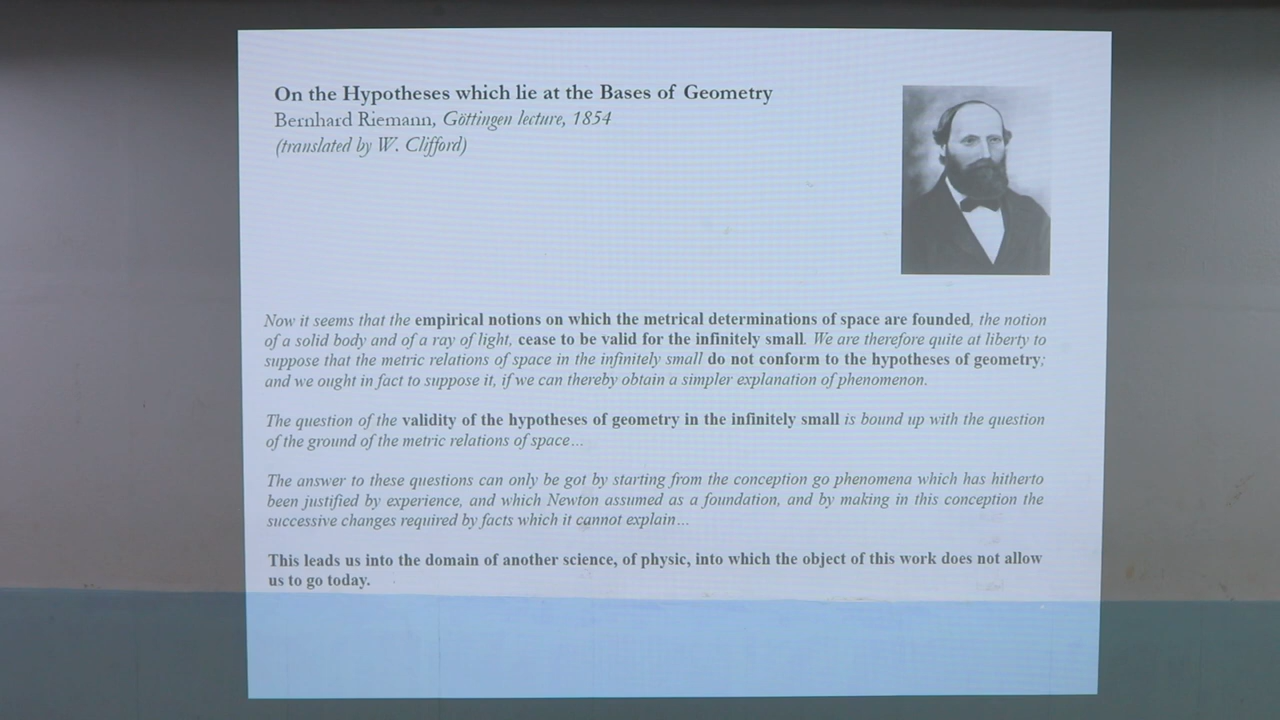 On the Hypotheses which lie at the Bases of Geometry
Bernhard Riemann, Göttingen lecture, 1854
(translated by W. Clifford)
Now it seems that the empirical notions on which the metrical determinations of space are founded, the notion
of a solid body and of a ray of light, cease to be valid for the infinitely small. We are therefore quite at liberty to
suppose that the metric relations of space in the infinitely small do not conform to the hypotheses of geometry;
and we ought in fact to suppose it, if we can thereby obtain a simpler explanation of phenomenon.
The question of the validity of the hypotheses of geometry in the infinitely small is bound up with the question
of the ground of the metric relations of space…
The answer to these questions can only be got by starting from the conception go phenomena which has hitherto
been justified by experience, and which Newton assumed as a foundation, and by making in this conception the
successive changes required by facts which it cannot explain…
This leads us into the domain of another science, of physic, into which the object of this work does not allow
us to go today.